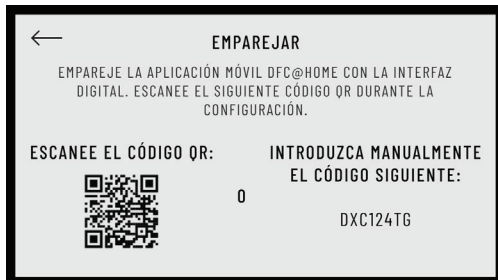 EMPAREJAR
EMPAREJE LA APLICACIÓN MÓVIL DFC@HOME CON LA INTERFAZ
DIGITAL. ESCANEE EL SIGUIENTE CÓDIGO QR DURANTE LA
CONFIGURACIÓN.
ESCANEE EL CÓDIGO QR:
O
INTRODUZCA MANUALMENTE
EL CÓDIGO SIGUIENTE:
DXC124TG